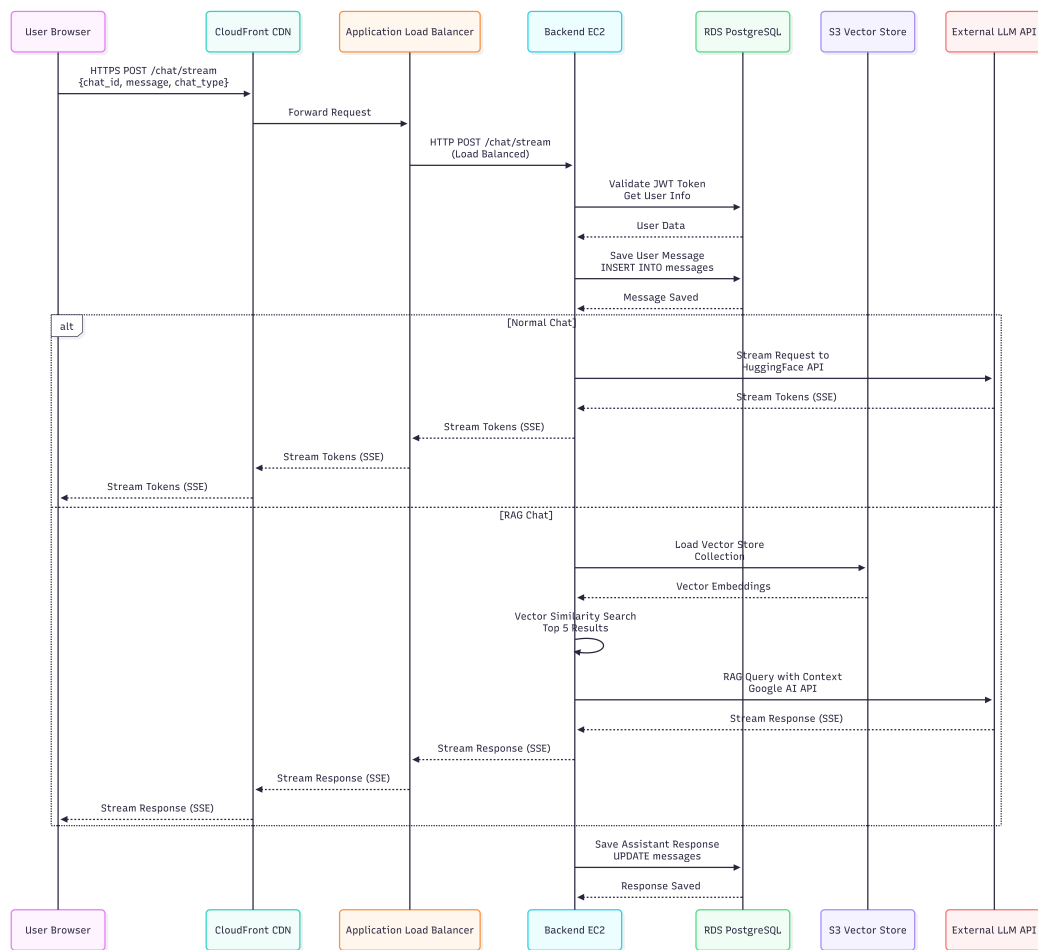 User Browser
CloudFront CDN
Application Load Balancer
Backend EC2
RDS PostgreSQL
S3 Vector Store
External LLM API
HTTPS POST /chat/stream
{chat_id, message, chat_type}
Forward Request
HTTP POST /chat/stream
(Load Balanced)
Validate JWT Token
Get User Info
User Data
Save User Message
INSERT INTO messages
Message Saved
alt
[Normal Chat]
Stream Request to
HuggingFace API
Stream Tokens (SSE)
Stream Tokens (SSE)
Stream Tokens (SSE)
Stream Tokens (SSE)
[RAG Chat]
Load Vector Store
Collection
Vector Embeddings
Vector Similarity Search
Top 5 Results
RAG Query with Context
Google AI API
Stream Response (SSE)
Stream Response (SSE)
Stream Response (SSE)
Stream Response (SSE)
Save Assistant Response
UPDATE messages
Response Saved
User Browser
CloudFront CDN
Application Load Balancer
Backend EC2
RDS PostgreSQL
S3 Vector Store
External LLM API